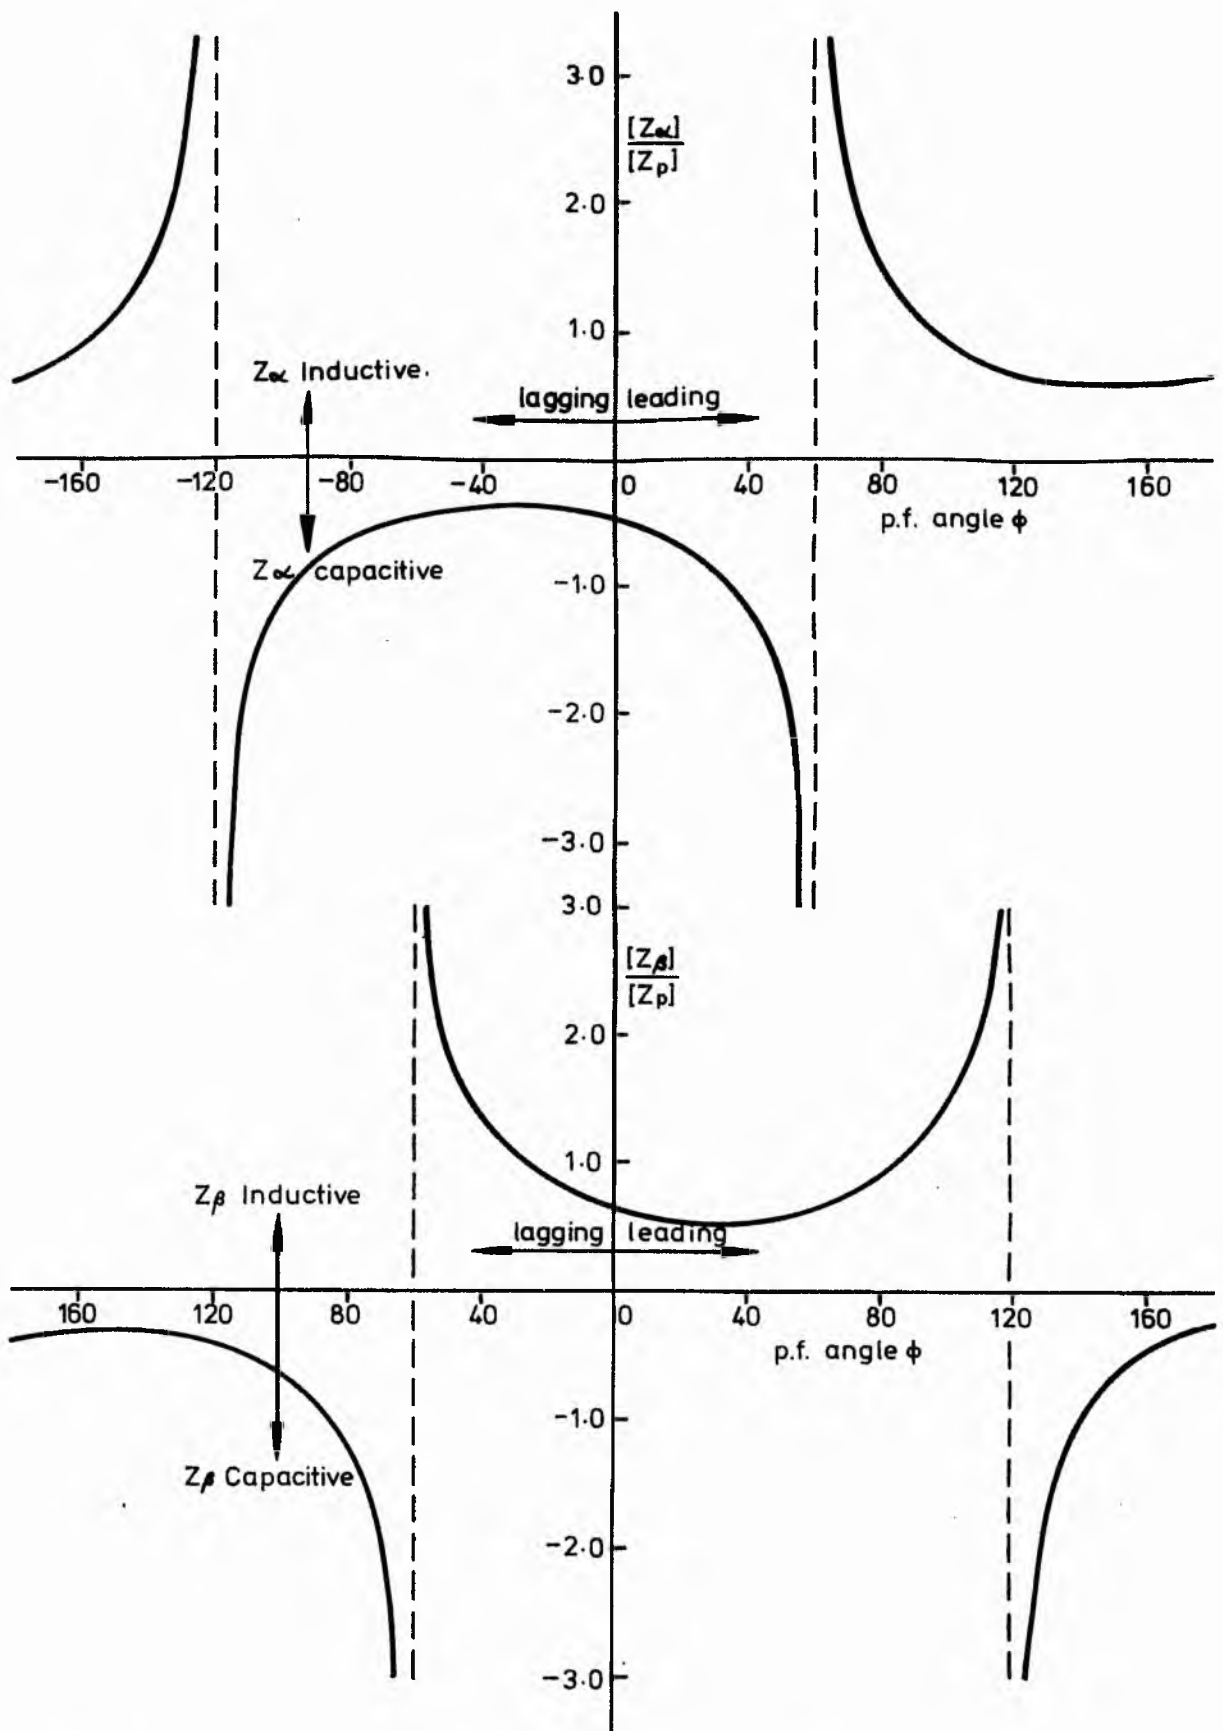 3.0
[Zα]
[Zp]
2.0
1.0
Zα Inductive.
lagging leading
-160 -120 -80 -40 0 40 80 120 160
p.f. angle ϕ
Zα capacitive
-1.0
-2.0
-3.0
3.0
[Zβ]
[Zp]
2.0
1.0
Zβ Inductive
lagging leading
160 120 80 40 0 40 80 120 160
p.f. angle ϕ
-1.0
Zβ Capacitive
-2.0
-3.0